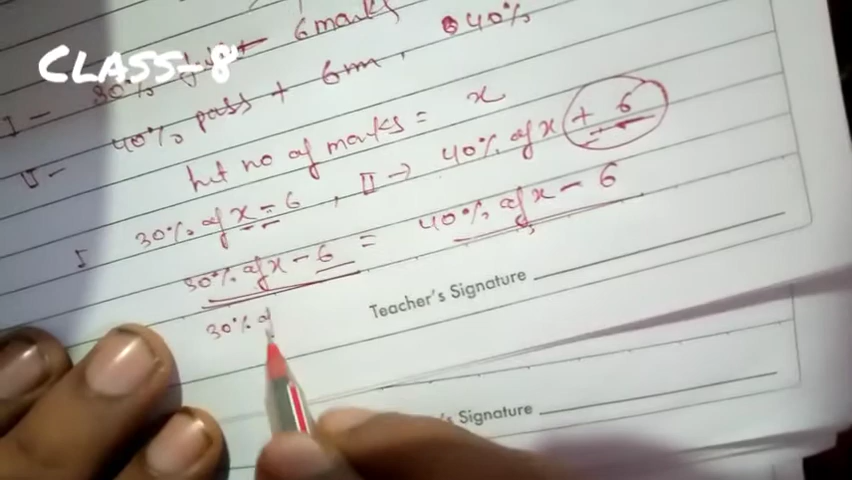 6 marks
CLASS-8
I - 30% 40%
II - 40% pass + 6m.
let no of marks = x
I 30% of x = 6 , II → 40% of x + 6
30% of x - 6 = 40% of x - 6
30% of
Teacher's Signature
's Signature